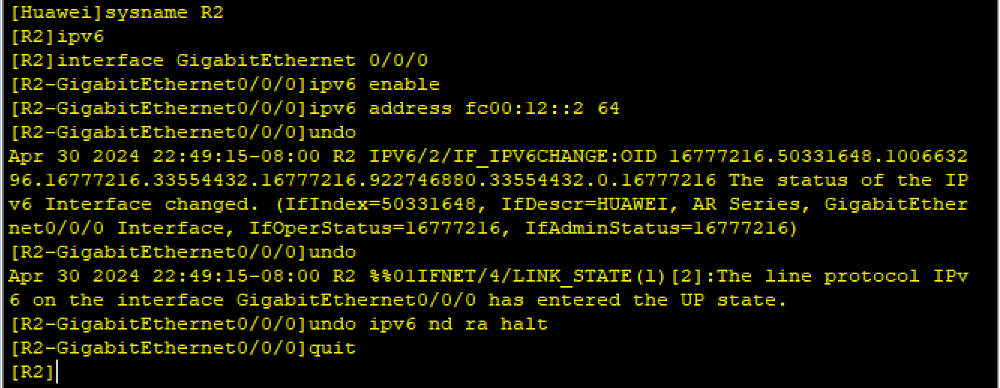 [Huawei]sysname R2
[R2]ipv6
[R2]interface GigabitEthernet 0/0/0
[R2-GigabitEthernet0/0/0]ipv6 enable
[R2-GigabitEthernet0/0/0]ipv6 address fc00:12::2 64
[R2-GigabitEthernet0/0/0]undo
Apr 30 2024 22:49:15-08:00 R2 IPV6/2/IF_IPV6CHANGE:OID 16777216.50331648.1006632
96.16777216.33554432.16777216.922746880.33554432.0.16777216 The status of the IP
v6 Interface changed. (IfIndex=50331648, IfDescr=HUAWEI, AR Series, GigabitEther
net0/0/0 Interface, IfOperStatus=16777216, IfAdminStatus=16777216)
[R2-GigabitEthernet0/0/0]undo
Apr 30 2024 22:49:15-08:00 R2 %%01IFNET/4/LINK_STATE(l)[2]:The line protocol IPv
6 on the interface GigabitEthernet0/0/0 has entered the UP state.
[R2-GigabitEthernet0/0/0]undo ipv6 nd ra halt
[R2-GigabitEthernet0/0/0]quit
[R2]